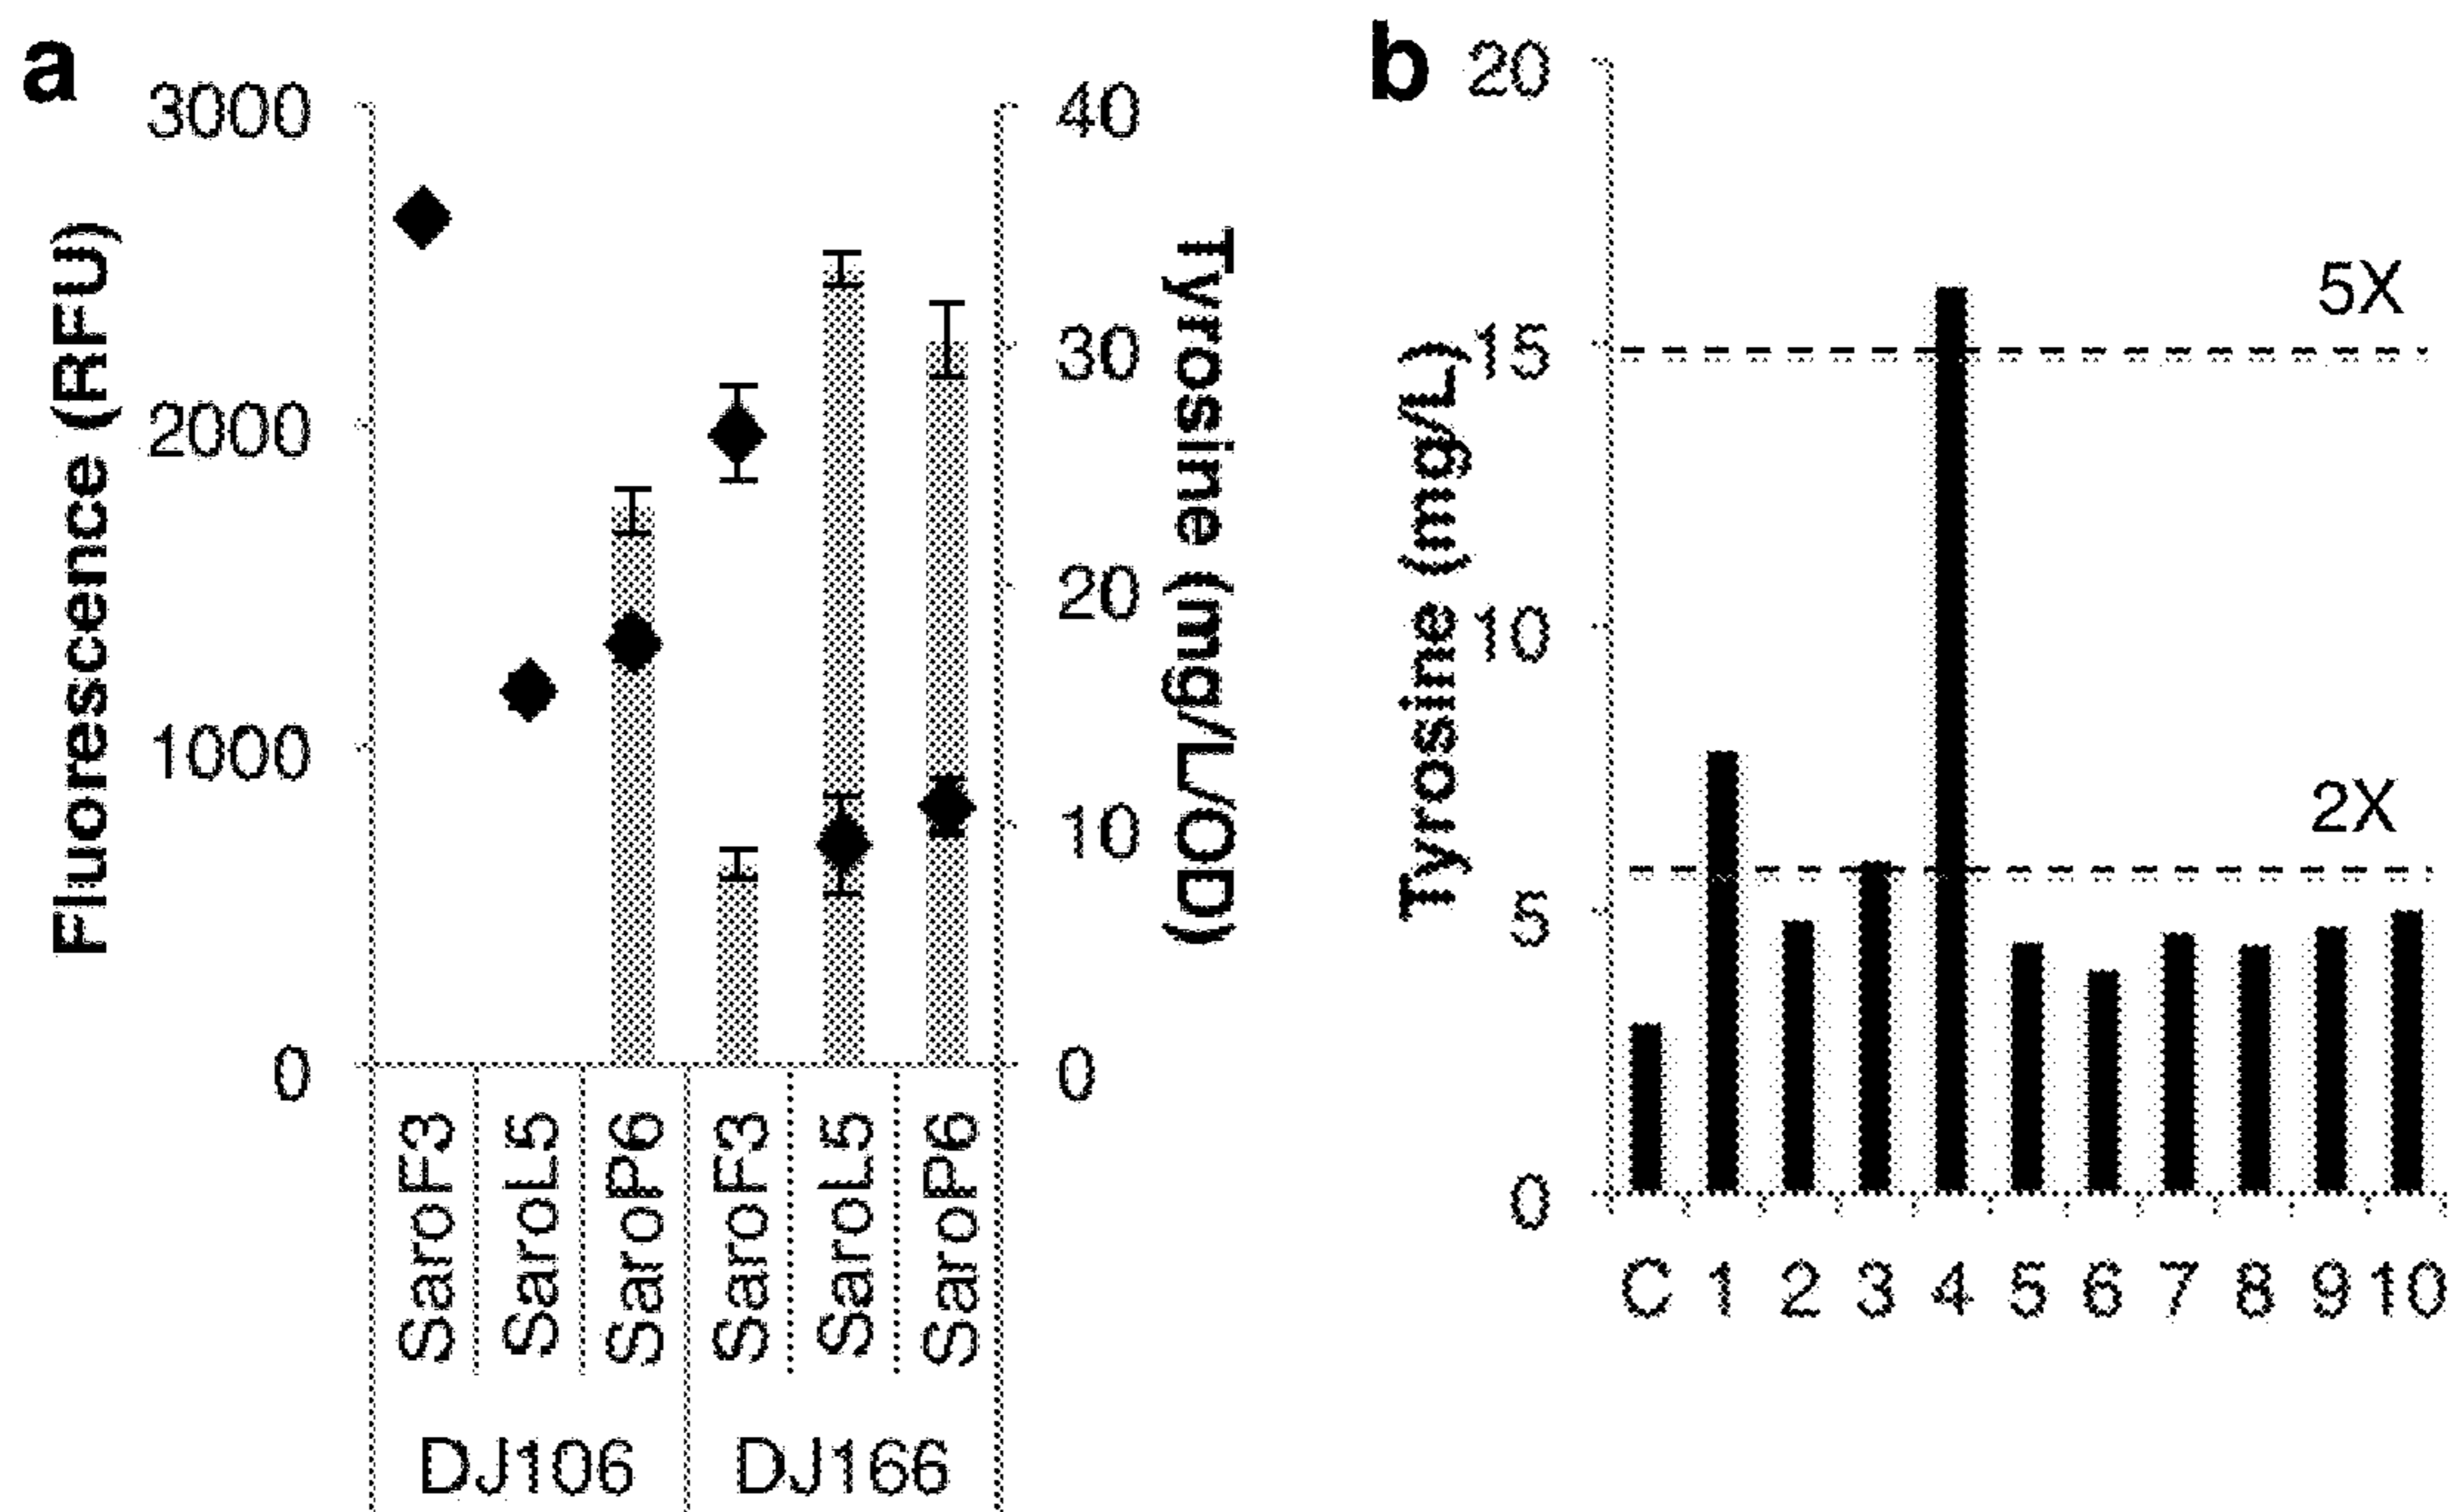 a
Fluorescence (RFU)
3000
2000
1000
0
40
30
20
10
0
Tyrosine (mg/L/OD)
SaroF3
SaroL5
SaroP6
SaroF3
SaroL5
SaroP6
DJ106
DJ166
b
Tyrosine (mg/L)
20
15
10
5
0
5X
2X
C 1 2 3 4 5 6 7 8 9 10